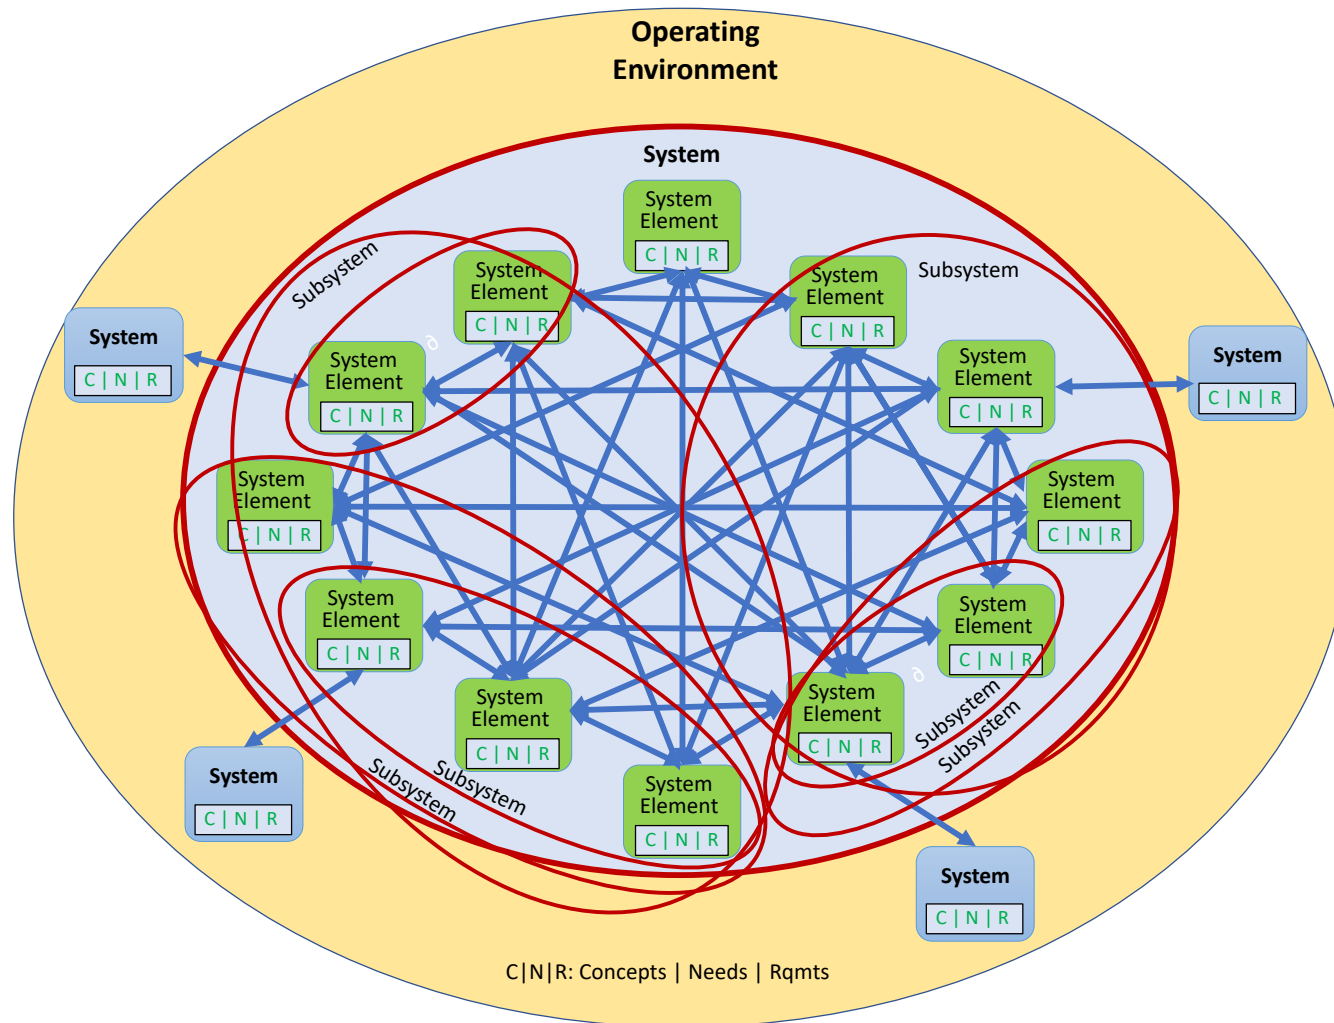 Operating
Environment
System
System
Element
C | N | R
Subsystem
System
Element
C | N | R
System
Element
C | N | R
Subsystem
System
C | N | R
System
Element
C | N | R
∂
System
Element
C | N | R
System
C | N | R
System
Element
C | N | R
System
Element
C | N | R
System
Element
C | N | R
System
Element
C | N | R
System
Element
C | N | R
System
Element
C | N | R
∂
Subsystem
Subsystem
Subsystem
Subsystem
System
Element
C | N | R
System
C | N | R
System
C | N | R
C|N|R: Concepts | Needs | Rqmts